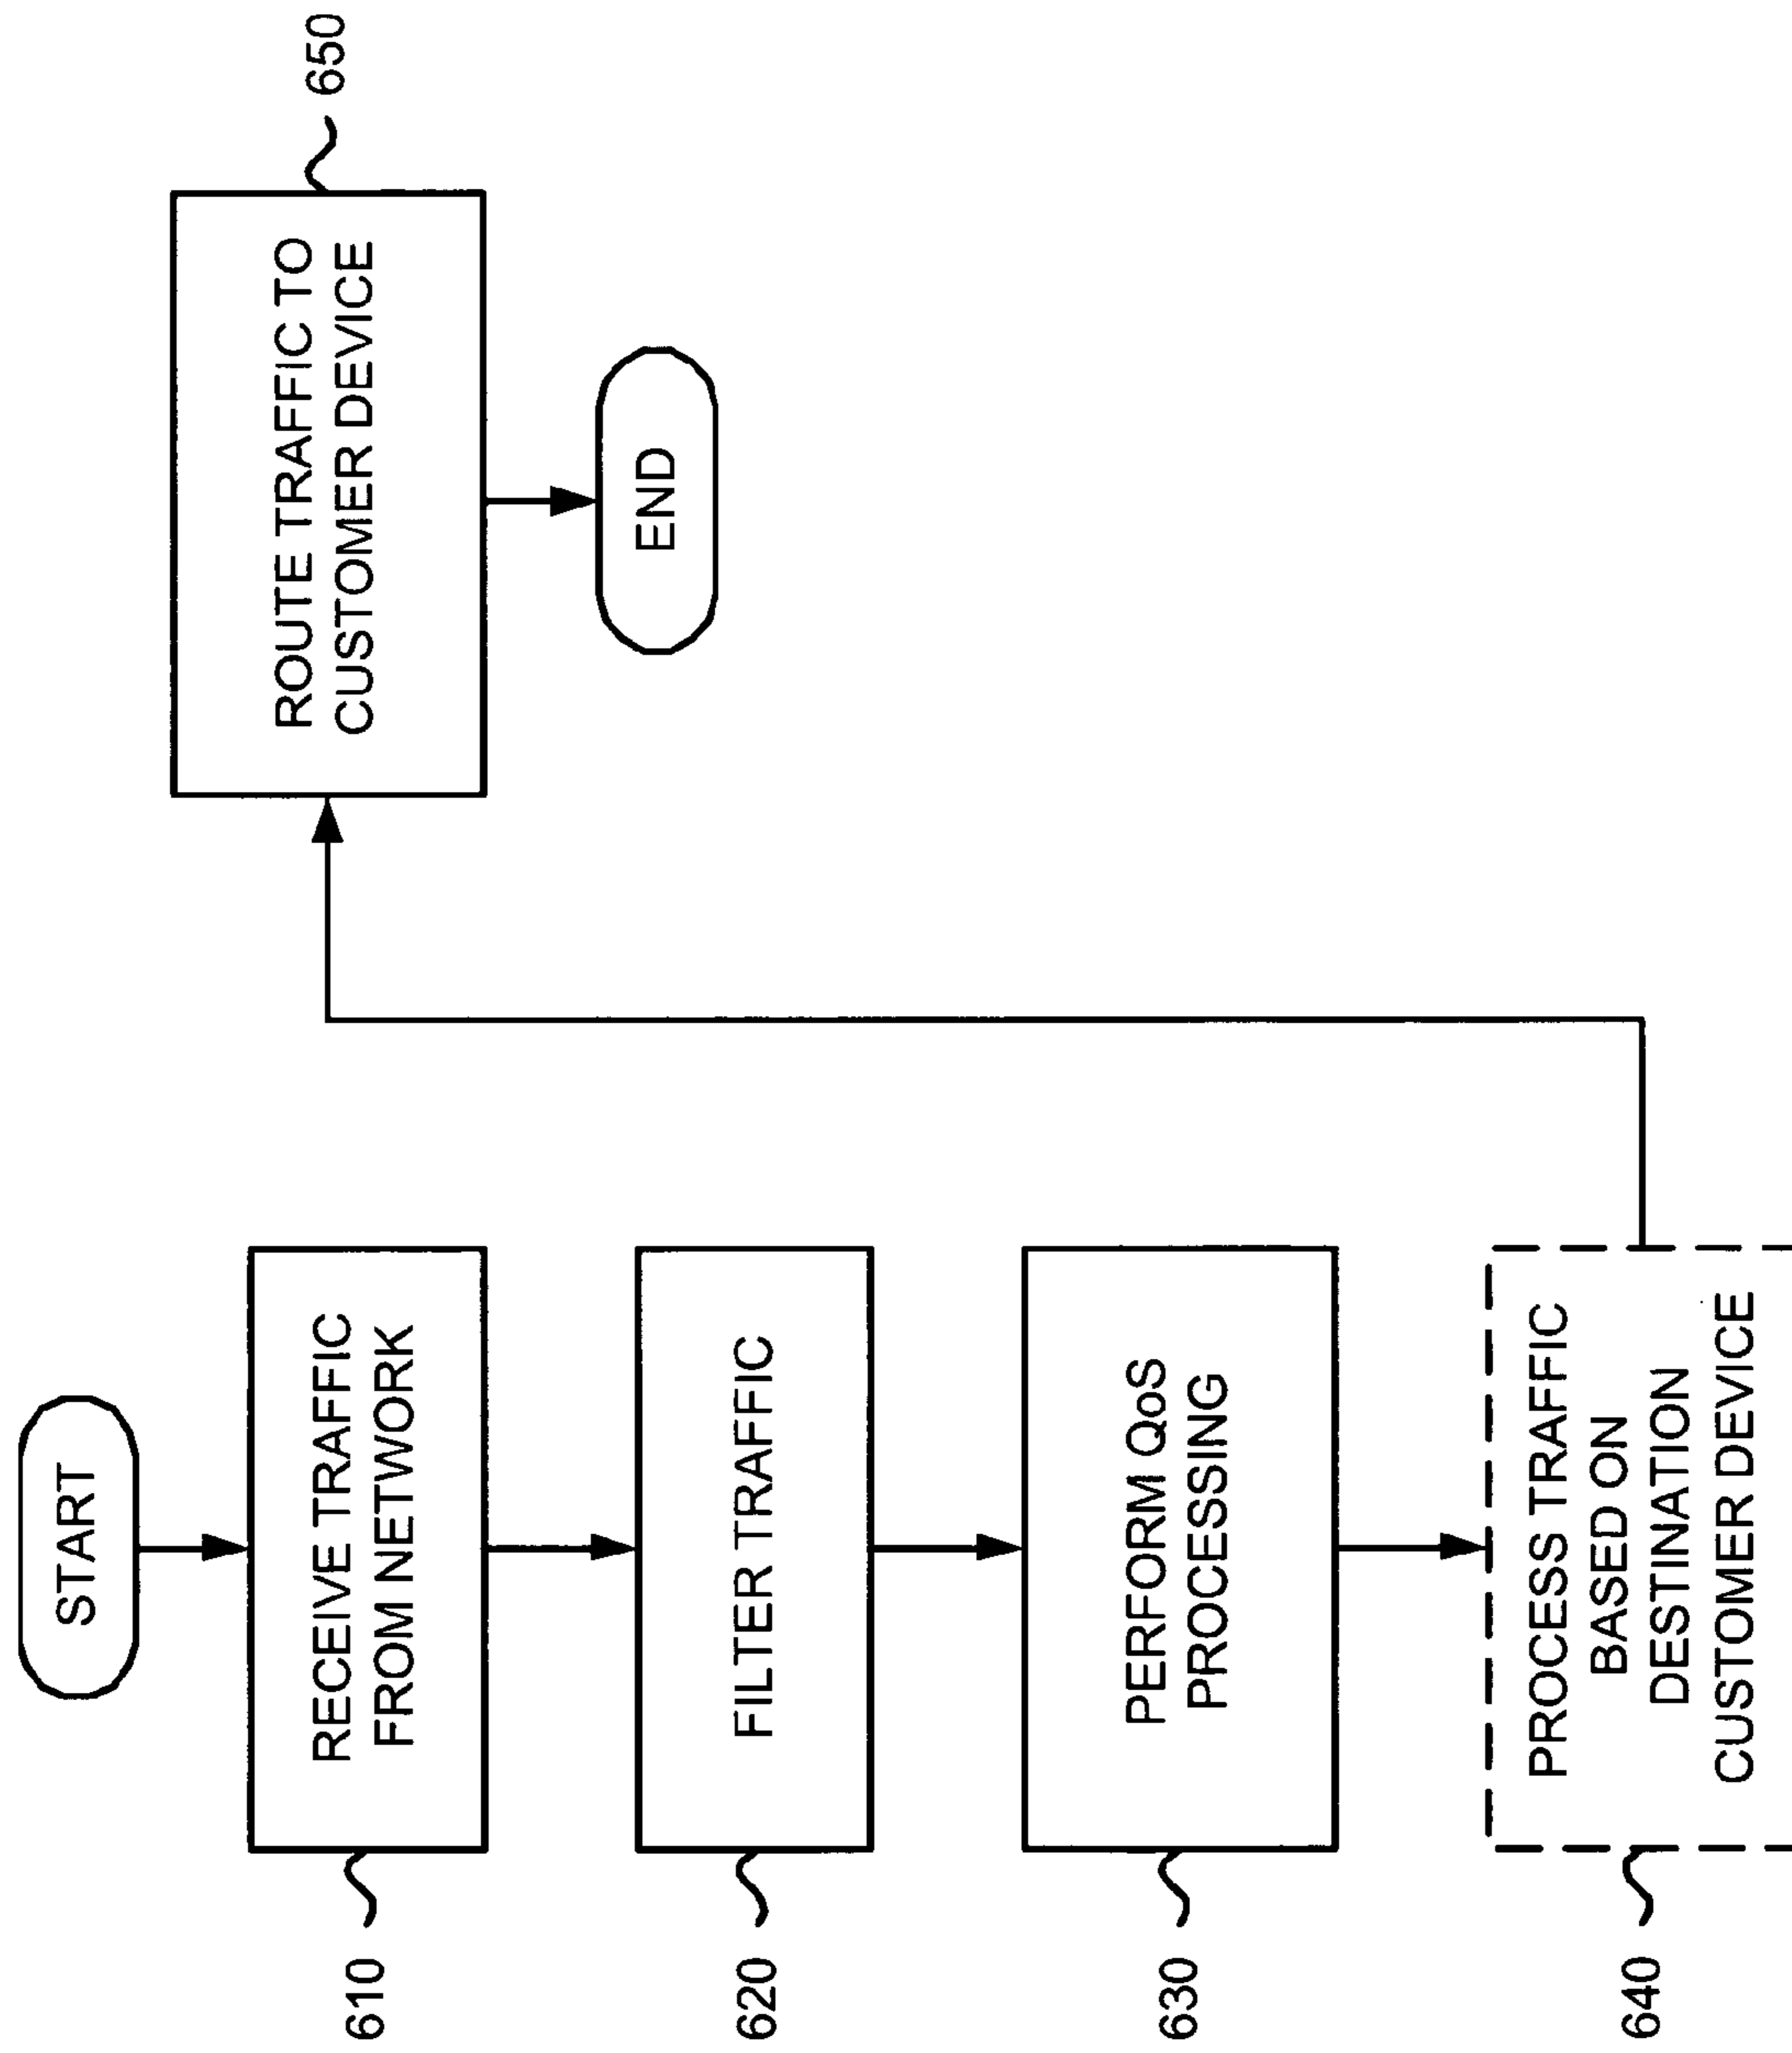 START
610
RECEIVE TRAFFIC
FROM NETWORK
620
FILTER TRAFFIC
630
PERFORM QoS
PROCESSING
640
PROCESS TRAFFIC
BASED ON
DESTINATION
CUSTOMER DEVICE
ROUTE TRAFFIC TO
CUSTOMER DEVICE
650
END